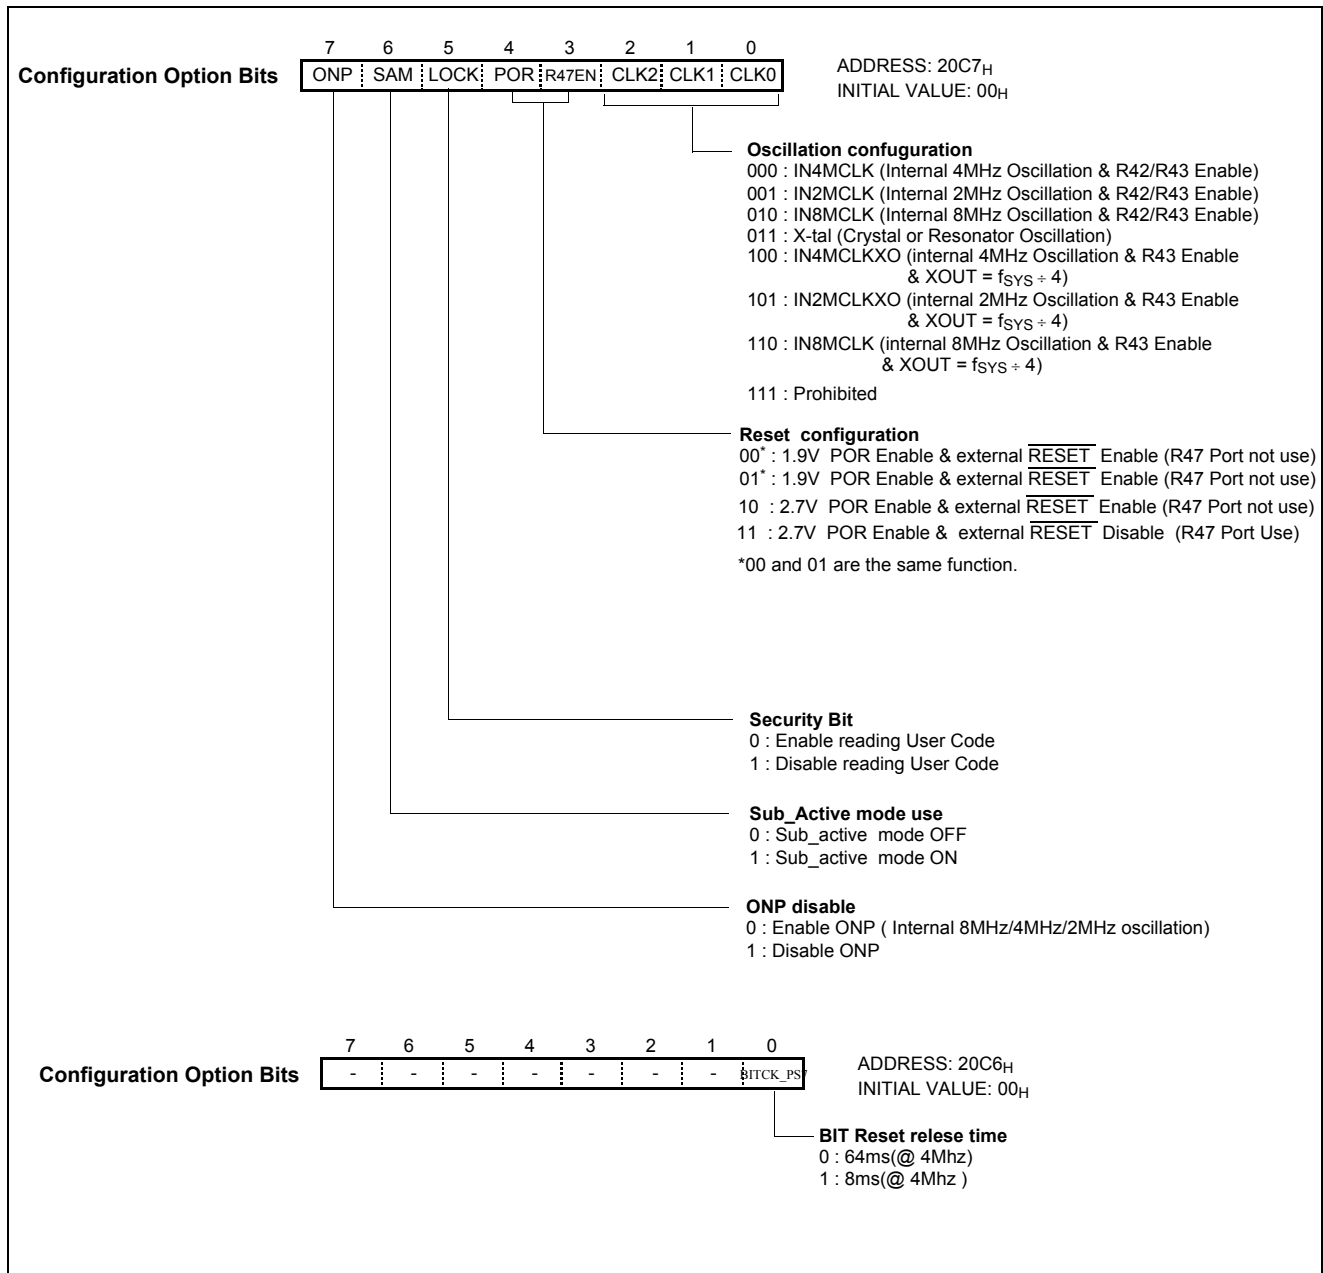 7 6 5 4 3 2 1 0
Configuration Option Bits ONP SAM LOCK POR R47EN CLK2 CLK1 CLK0
ADDRESS: 20C7H
INITIAL VALUE: 00H
Oscillation confuguration
000 : IN4MCLK (Internal 4MHz Oscillation & R42/R43 Enable)
001 : IN2MCLK (Internal 2MHz Oscillation & R42/R43 Enable)
010 : IN8MCLK (Internal 8MHz Oscillation & R42/R43 Enable)
011 : X-tal (Crystal or Resonator Oscillation)
100 : IN4MCLKXO (internal 4MHz Oscillation & R43 Enable
& XOUT = fSYS ÷ 4)
101 : IN2MCLKXO (internal 2MHz Oscillation & R43 Enable
& XOUT = fSYS ÷ 4)
110 : IN8MCLK (internal 8MHz Oscillation & R43 Enable
& XOUT = fSYS ÷ 4)
111 : Prohibited
Reset configuration
00* : 1.9V POR Enable & external RESET Enable (R47 Port not use)
01* : 1.9V POR Enable & external RESET Enable (R47 Port not use)
10 : 2.7V POR Enable & external RESET Enable (R47 Port not use)
11 : 2.7V POR Enable & external RESET Disable (R47 Port Use)
*00 and 01 are the same function.
Security Bit
0 : Enable reading User Code
1 : Disable reading User Code
Sub_Active mode use
0 : Sub_active mode OFF
1 : Sub_active mode ON
ONP disable
0 : Enable ONP ( Internal 8MHz/4MHz/2MHz oscillation)
1 : Disable ONP
7 6 5 4 3 2 1 0
Configuration Option Bits - - - - - - - BITCK_PS7
ADDRESS: 20C6H
INITIAL VALUE: 00H
BIT Reset relese time
0 : 64ms(@ 4Mhz)
1 : 8ms(@ 4Mhz )